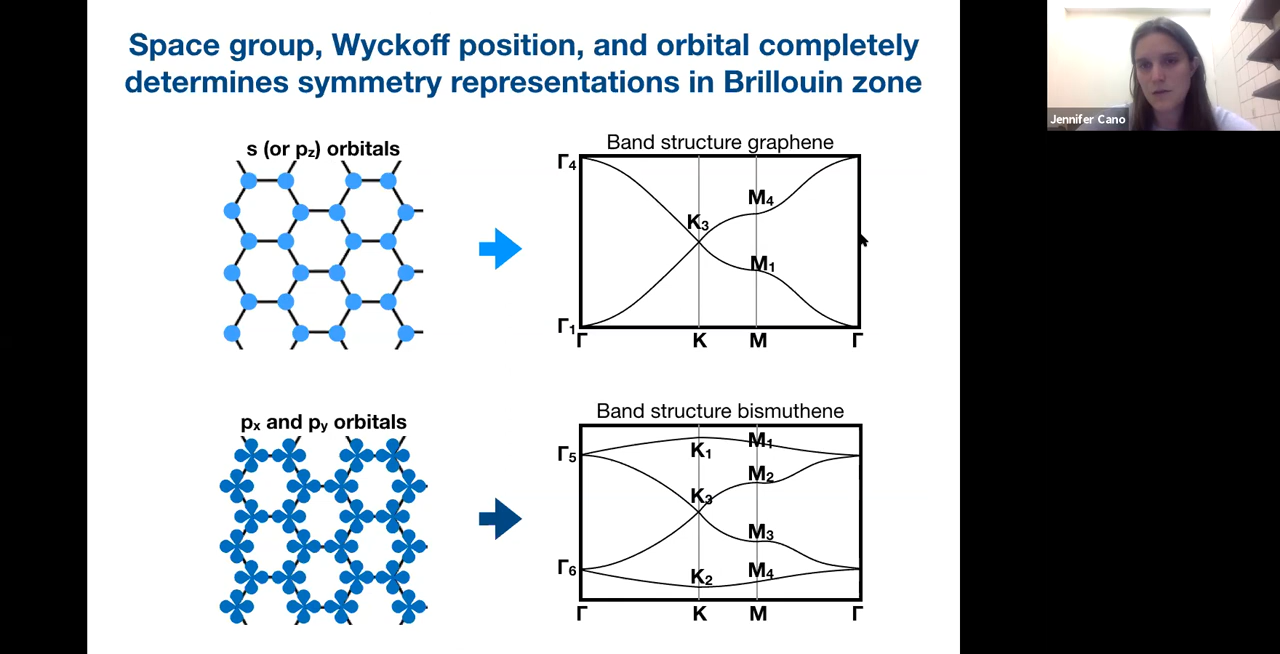 Space group, Wyckoff position, and orbital completely
determines symmetry representations in Brillouin zone
Jennifer Cano
s (or pz) orbitals
Band structure graphene
Γ4
K3
M4
M1
Γ1
Γ K M Γ
px and py orbitals
Band structure bismuthene
Γ5
M1
K1
M2
K3
M3
Γ6
K2
M4
Γ K M Γ